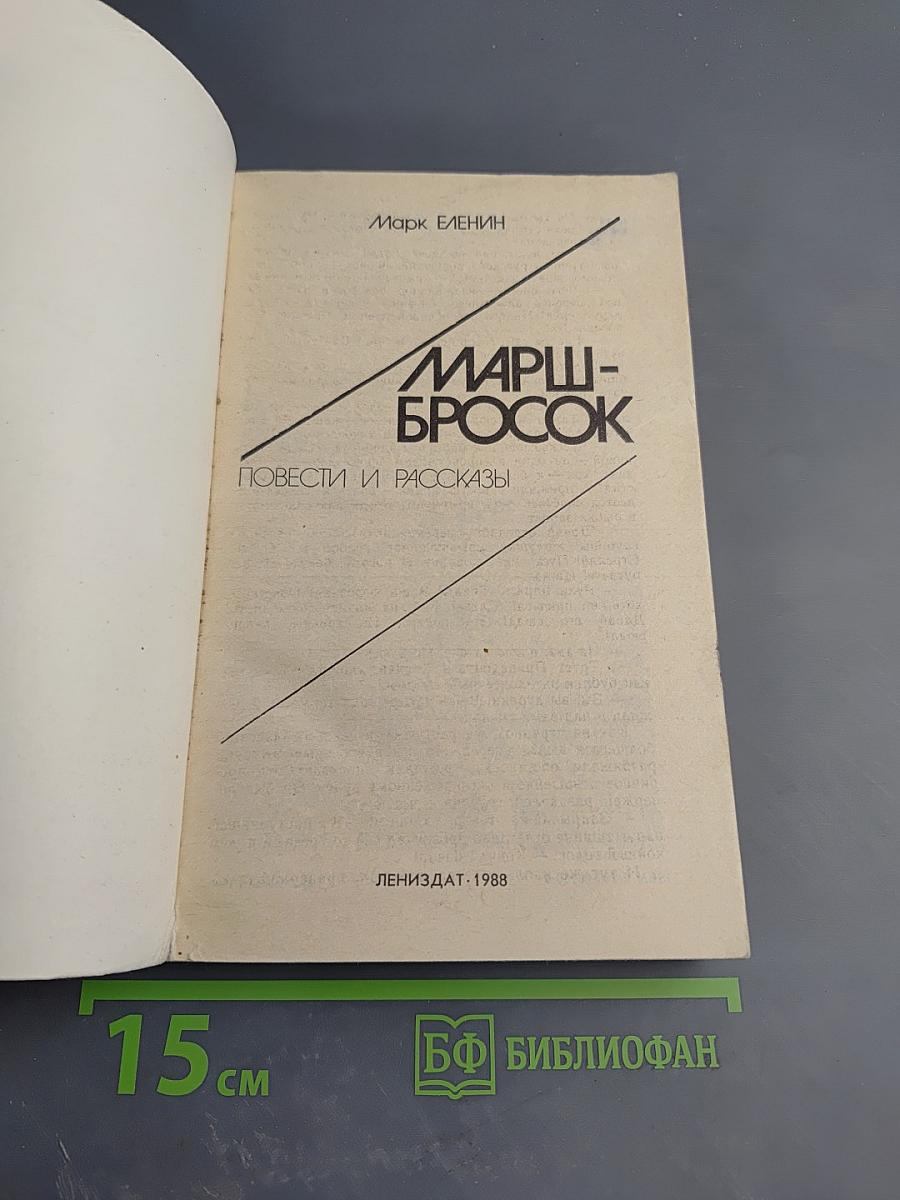 Марк ЕЛЕНИН
МАРШ-
БРОСОК
ПОВЕСТИ И РАССКАЗЫ
ЛЕНИЗДАТ·1988
15 см
БФ БИБЛИОФАН